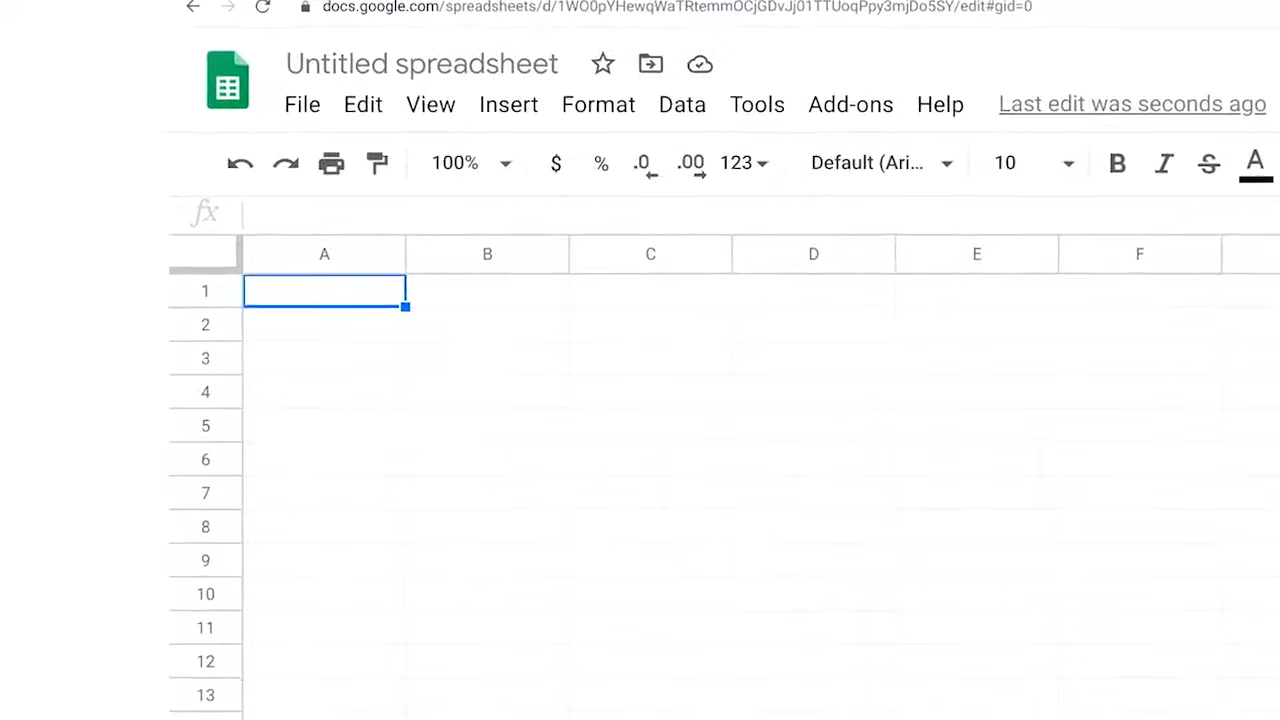 docs.google.com/spreadsheets/d/1WO0pYHewqWaTRtemmOCjGDvJj01TTUoqPpy3mjDo5SY/edit#gid=0
Untitled spreadsheet
File Edit View Insert Format Data Tools Add-ons Help Last edit was seconds ago
100% $ % .0 .00 123 Default (Ari... 10 B I S A
fx
A B C D E F
1
2
3
4
5
6
7
8
9
10
11
12
13